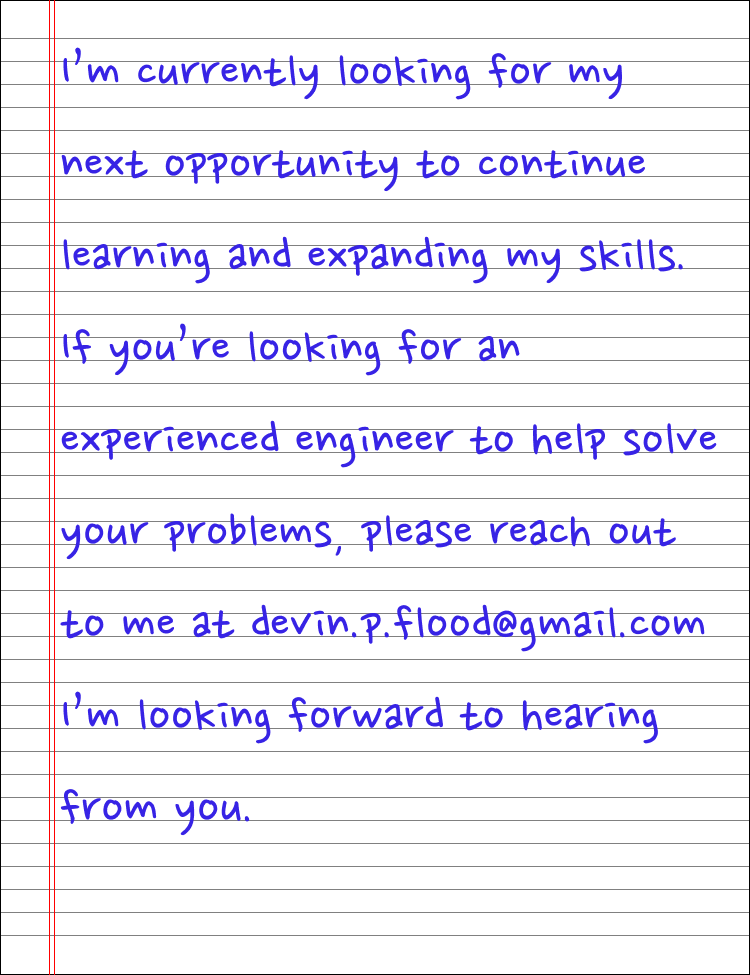 I'm currently looking for my
next opportunity to continue
learning and expanding my skills.
If you're looking for an
experienced engineer to help solve
your problems, please reach out
to me at devin.p.flood@gmail.com
I'm looking forward to hearing
from you.